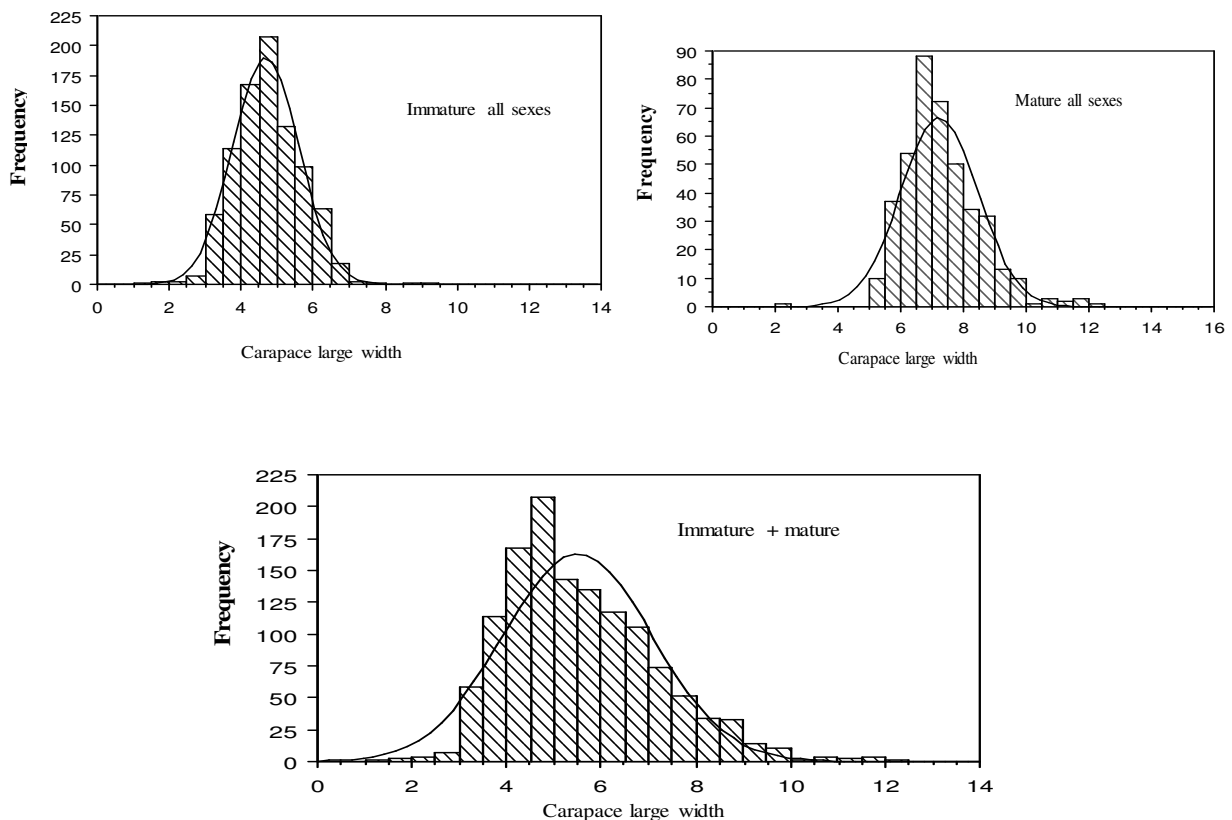 225
200
175
150
125
100
75
50
25
0
Frequency
Immature all sexes
0 2 4 6 8 10 12 14
Carapace large width
90
80
70
60
50
40
30
20
10
0
Frequency
Mature all sexes
0 2 4 6 8 10 12 14 16
Carapace large width
225
200
175
150
125
100
75
50
25
0
Frequency
Immature + mature
0 2 4 6 8 10 12 14
Carapace large width